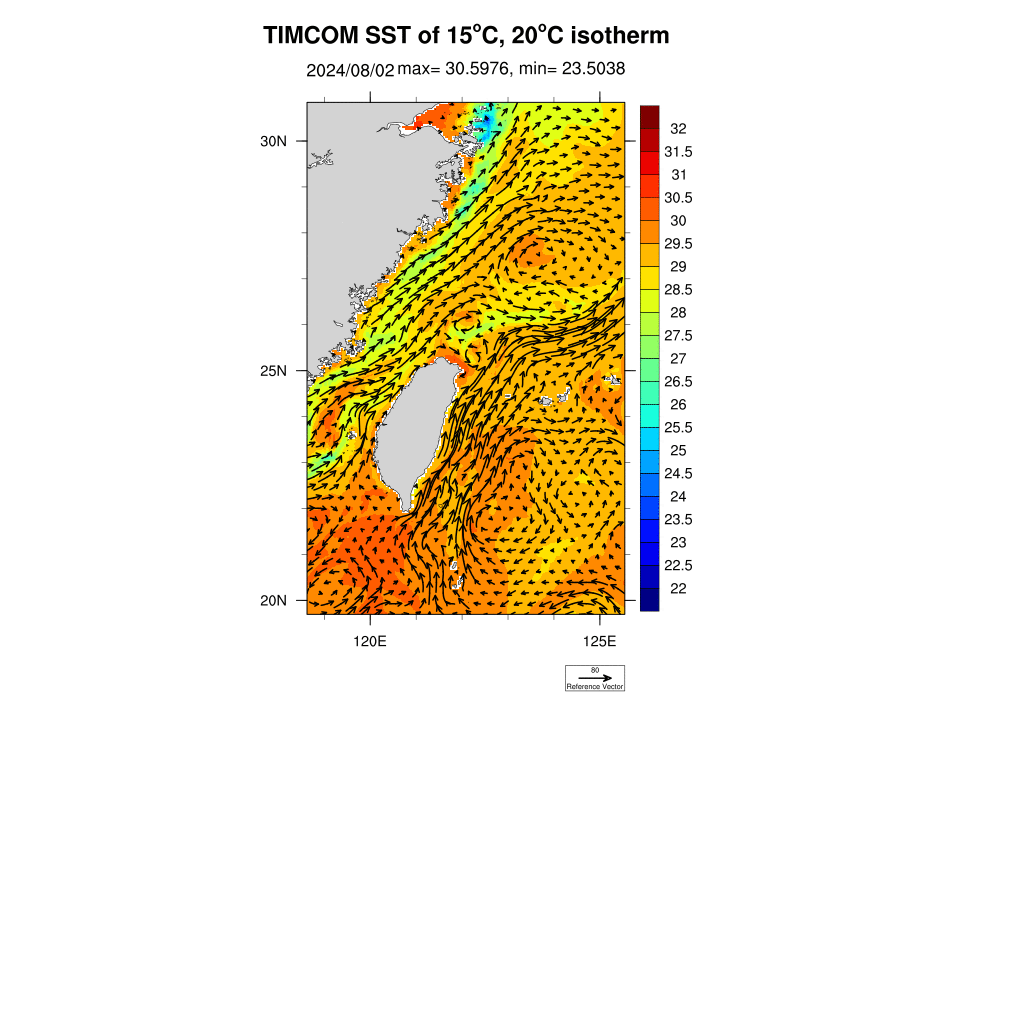 TIMCOM SST of 15°C, 20°C isotherm
2024/08/02 max= 30.5976, min= 23.5038
30N
25N
20N
120E
125E
32
31.5
31
30.5
30
29.5
29
28.5
28
27.5
27
26.5
26
25.5
25
24.5
24
23.5
23
22.5
22
80
Reference Vector